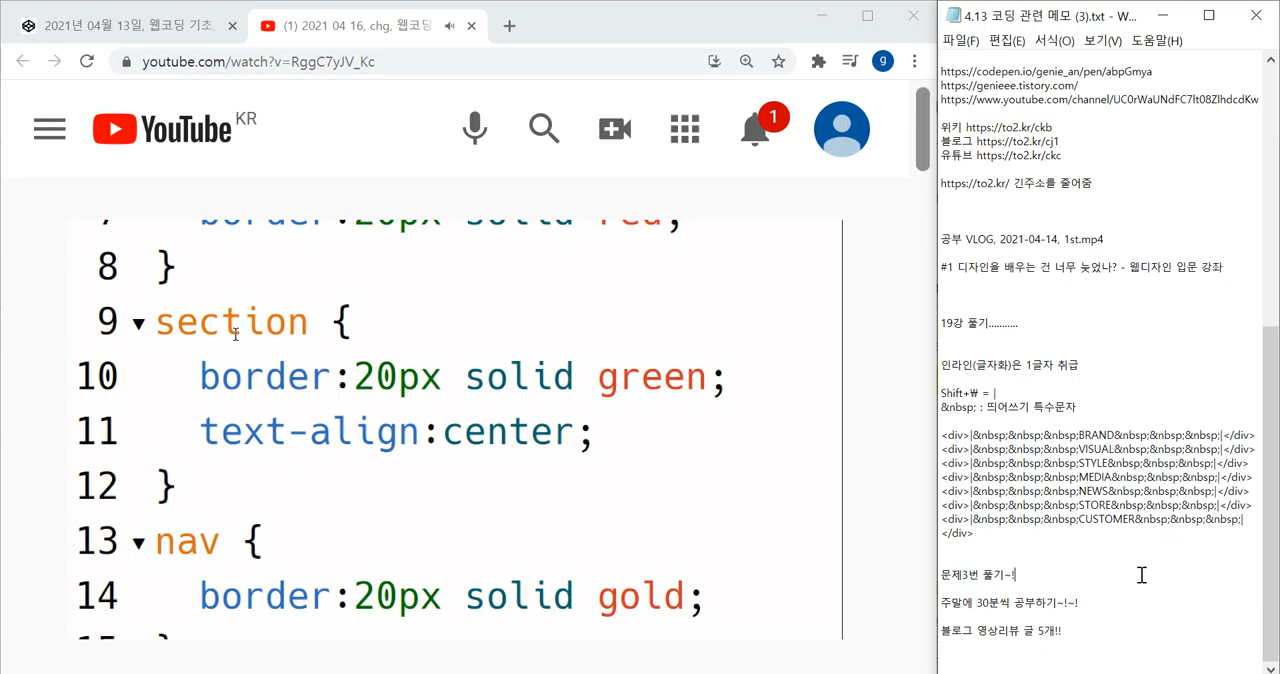 2021년 04월 13일, 웹코딩 기초,
(1) 2021 04 16, chg, 웹코딩
youtube.com/watch?v=RggC7yJV_Kc
g
YouTube KR
1
7 border:20px solid red;
8 }
9 section {
10 border:20px solid green;
11 text-align:center;
12 }
13 nav {
14 border:20px solid gold;
15 }
4.13 코딩 관련 메모 (3).txt - W...
파일(F) 편집(E) 서식(O) 보기(V) 도움말(H)
https://codepen.io/genie_an/pen/abpGmya
https://genieee.tistory.com/
https://www.youtube.com/channel/UC0rWaUNdFC7lt08ZlhdcdKw
위키 https://to2.kr/ckb
블로그 https://to2.kr/cj1
유튜브 https://to2.kr/ckc
https://to2.kr/ 긴주소를 줄어줌
공부 VLOG, 2021-04-14, 1st.mp4
#1 디자인을 배우는 건 너무 늦었나? - 웹디자인 입문 강좌
19강 풀기...........
인라인(글자화)은 1글자 취급
Shift+₩ = |
&nbsp; : 띄어쓰기 특수문자
<div>|&nbsp;&nbsp;&nbsp;BRAND&nbsp;&nbsp;&nbsp;|</div>
<div>|&nbsp;&nbsp;&nbsp;VISUAL&nbsp;&nbsp;&nbsp;|</div>
<div>|&nbsp;&nbsp;&nbsp;STYLE&nbsp;&nbsp;&nbsp;|</div>
<div>|&nbsp;&nbsp;&nbsp;MEDIA&nbsp;&nbsp;&nbsp;|</div>
<div>|&nbsp;&nbsp;&nbsp;NEWS&nbsp;&nbsp;&nbsp;|</div>
<div>|&nbsp;&nbsp;&nbsp;STORE&nbsp;&nbsp;&nbsp;|</div>
<div>|&nbsp;&nbsp;&nbsp;CUSTOMER&nbsp;&nbsp;&nbsp;|
</div>
문제3번 풀기~!
주말에 30분씩 공부하기~!~!
블로그 영상리뷰 글 5개!!